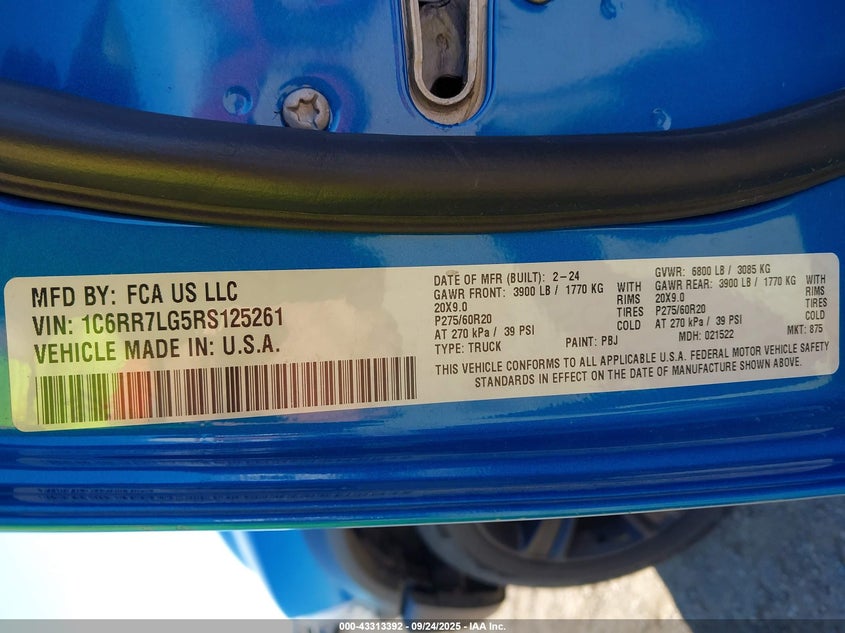 MFD BY: FCA US LLC
VIN: 1C6RR7LG5RS125261
VEHICLE MADE IN: U.S.A.
DATE OF MFR (BUILT): 2-24
GAWR FRONT: 3900 LB / 1770 KG WITH
20X9.0 RIMS
P275/60R20 TIRES
AT 270 kPa / 39 PSI COLD
TYPE: TRUCK PAINT: PBJ
GVWR: 6800 LB / 3085 KG
GAWR REAR: 3900 LB / 1770 KG WITH
20X9.0 RIMS
P275/60R20 TIRES
AT 270 kPa / 39 PSI COLD
MDH: 021522 MKT: 875
THIS VEHICLE CONFORMS TO ALL APPLICABLE U.S.A. FEDERAL MOTOR VEHICLE SAFETY
STANDARDS IN EFFECT ON THE DATE OF MANUFACTURE SHOWN ABOVE.
000-43313392 - 09/24/2025 - IAA Inc.